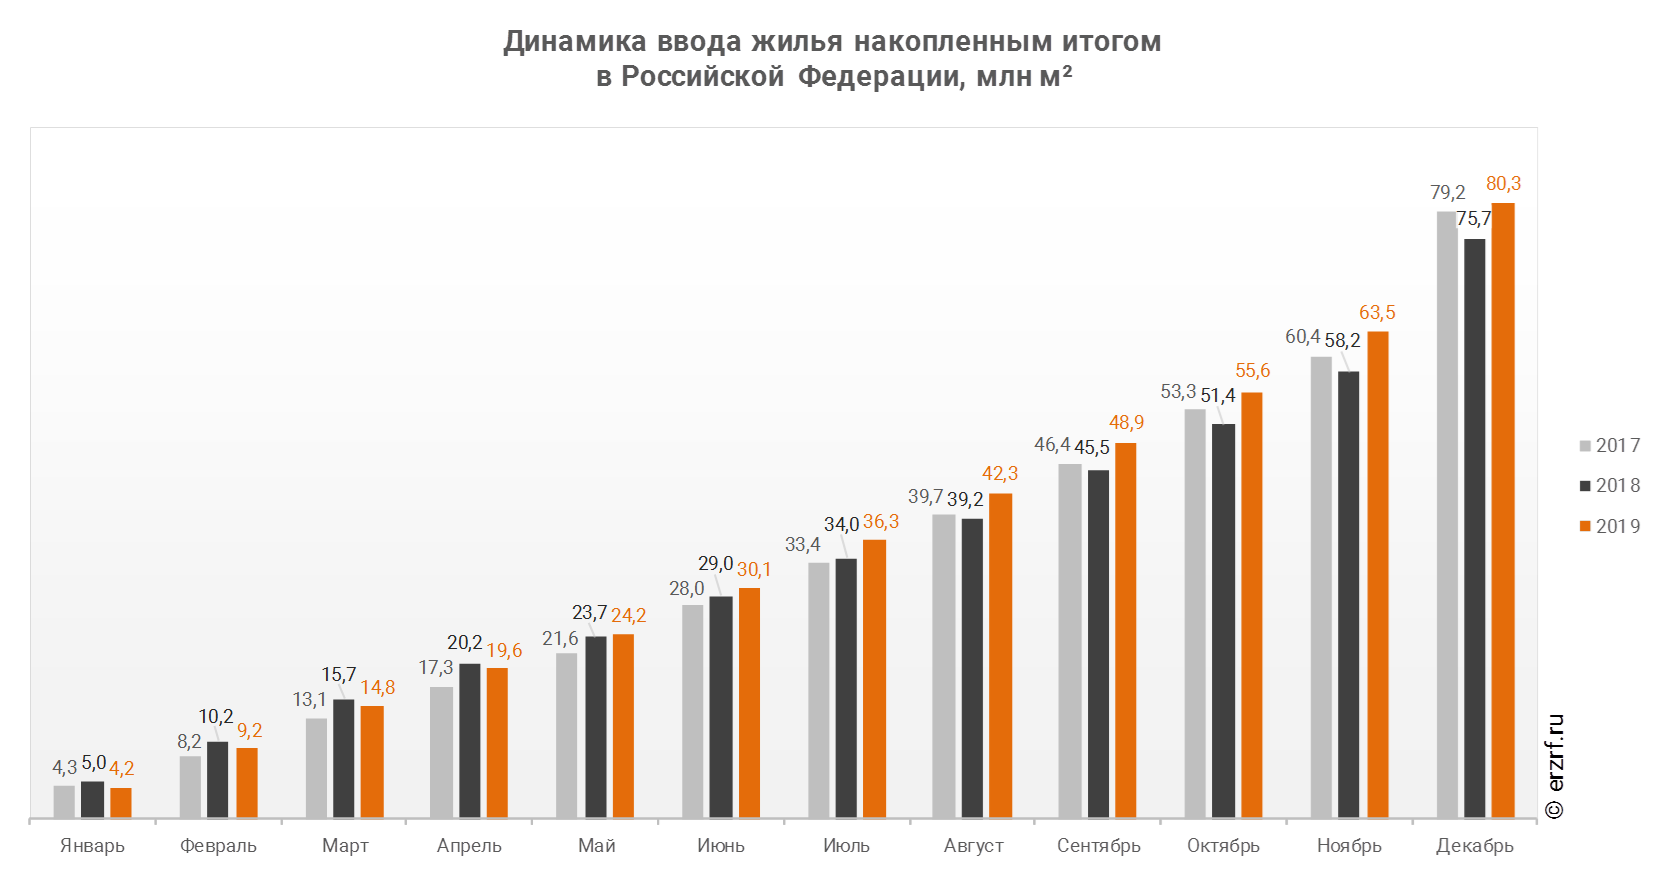 Динамика ввода жилья накопленным итогом
в Российской Федерации, млн м²
4,3 5,0 4,2
8,2 10,2 9,2
13,1 15,7 14,8
17,3 20,2 19,6
21,6 23,7 24,2
28,0 29,0 30,1
33,4 34,0 36,3
39,7 39,2 42,3
46,4 45,5 48,9
53,3 51,4 55,6
60,4 58,2 63,5
79,2 75,7 80,3
Январь Февраль Март Апрель Май Июнь Июль Август Сентябрь Октябрь Ноябрь Декабрь
2017
2018
2019
© erzrf.ru